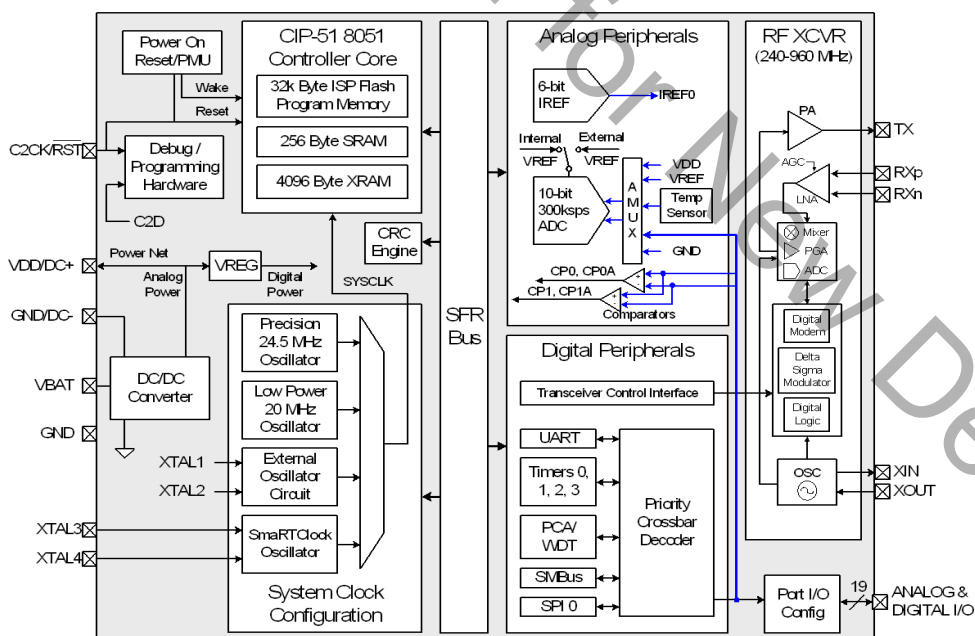 Power On
Reset/PMU
Wake
Reset
C2CK/RST
Debug /
Programming
Hardware
C2D
Power Net
VDD/DC+
VREG
Analog
Power
Digital
Power
GND/DC-
VBAT
DC/DC
Converter
GND
XTAL1
XTAL2
XTAL3
XTAL4
CIP-51 8051
Controller Core
32k Byte ISP Flash
Program Memory
256 Byte SRAM
4096 Byte XRAM
CRC
Engine
SYSCLK
Precision
24.5 MHz
Oscillator
Low Power
20 MHz
Oscillator
External
Oscillator
Circuit
SmaRTClock
Oscillator
System Clock
Configuration
SFR
Bus
Analog Peripherals
6-bit
IREF
IREF0
Internal
VREF
External
VREF
10-bit
300ksps
ADC
A
M
U
X
VDD
VREF
Temp
Sensor
GND
CP0, CP0A
+
-
CP1, CP1A
+
-
Comparators
Digital Peripherals
Transceiver Control Interface
UART
Timers 0,
1, 2, 3
PCA/
WDT
SMBus
SPI 0
Priority
Crossbar
Decoder
RF XCVR
(240-960 MHz)
PA
TX
AGC
RXp
RXn
LNA
Mixer
PGA
ADC
Digital
Modem
Delta
Sigma
Modulator
Digital
Logic
OSC
XIN
XOUT
Port I/O
Config
19
ANALOG &
DIGITAL I/O
for New De